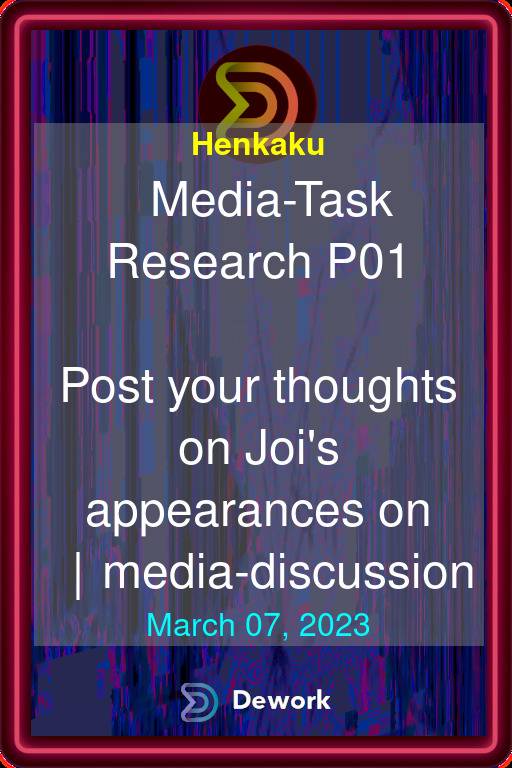 Henkaku
Media-Task
Research P01
Post your thoughts
on Joi's
appearances on
| media-discussion
March 07, 2023
Dework